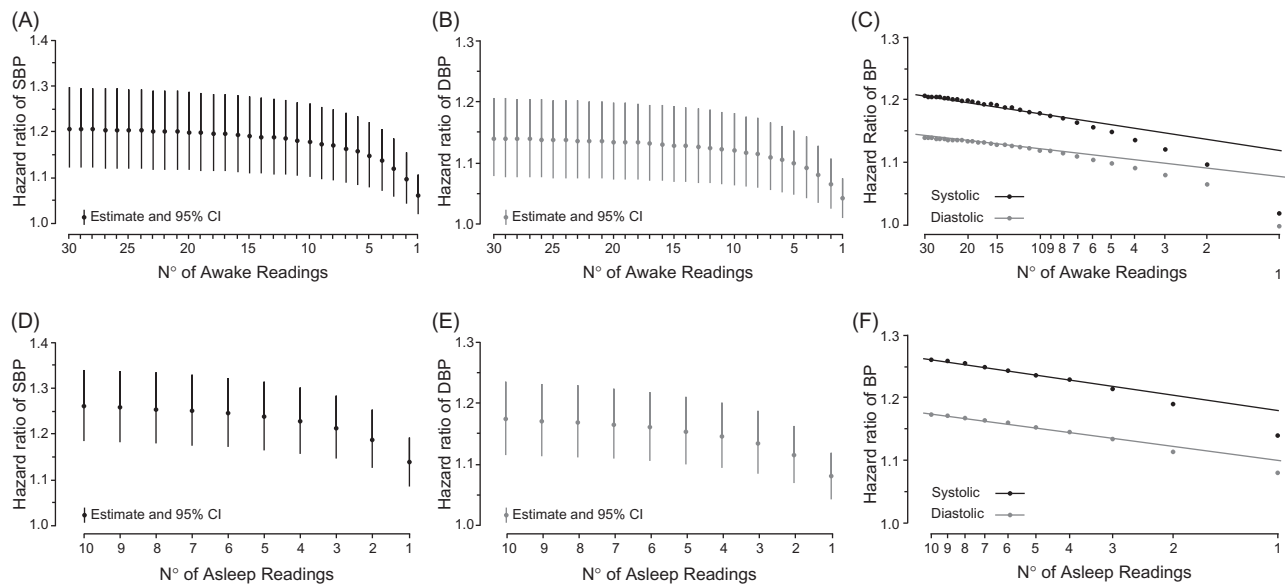 (A)
Hazard ratio of SBP
1.4
1.3
1.2
1.1
1.0
Estimate and 95% CI
30 25 20 15 10 5 1
N° of Awake Readings
(B)
Hazard ratio of DBP
1.3
1.2
1.1
1.0
Estimate and 95% CI
30 25 20 15 10 5 1
N° of Awake Readings
(C)
Hazard Ratio of BP
1.3
1.2
1.1
1.0
Systolic
Diastolic
30 20 15 10 9 8 7 6 5 4 3 2 1
N° of Awake Readings
(D)
Hazard ratio of SBP
1.4
1.3
1.2
1.1
1.0
Estimate and 95% CI
10 9 8 7 6 5 4 3 2 1
N° of Asleep Readings
(E)
Hazard ratio of DBP
1.3
1.2
1.1
1.0
Estimate and 95% CI
10 9 8 7 6 5 4 3 2 1
N° of Asleep Readings
(F)
Hazard ratio of BP
1.3
1.2
1.1
1.0
Systolic
Diastolic
10 9 8 7 6 5 4 3 2 1
N° of Asleep Readings